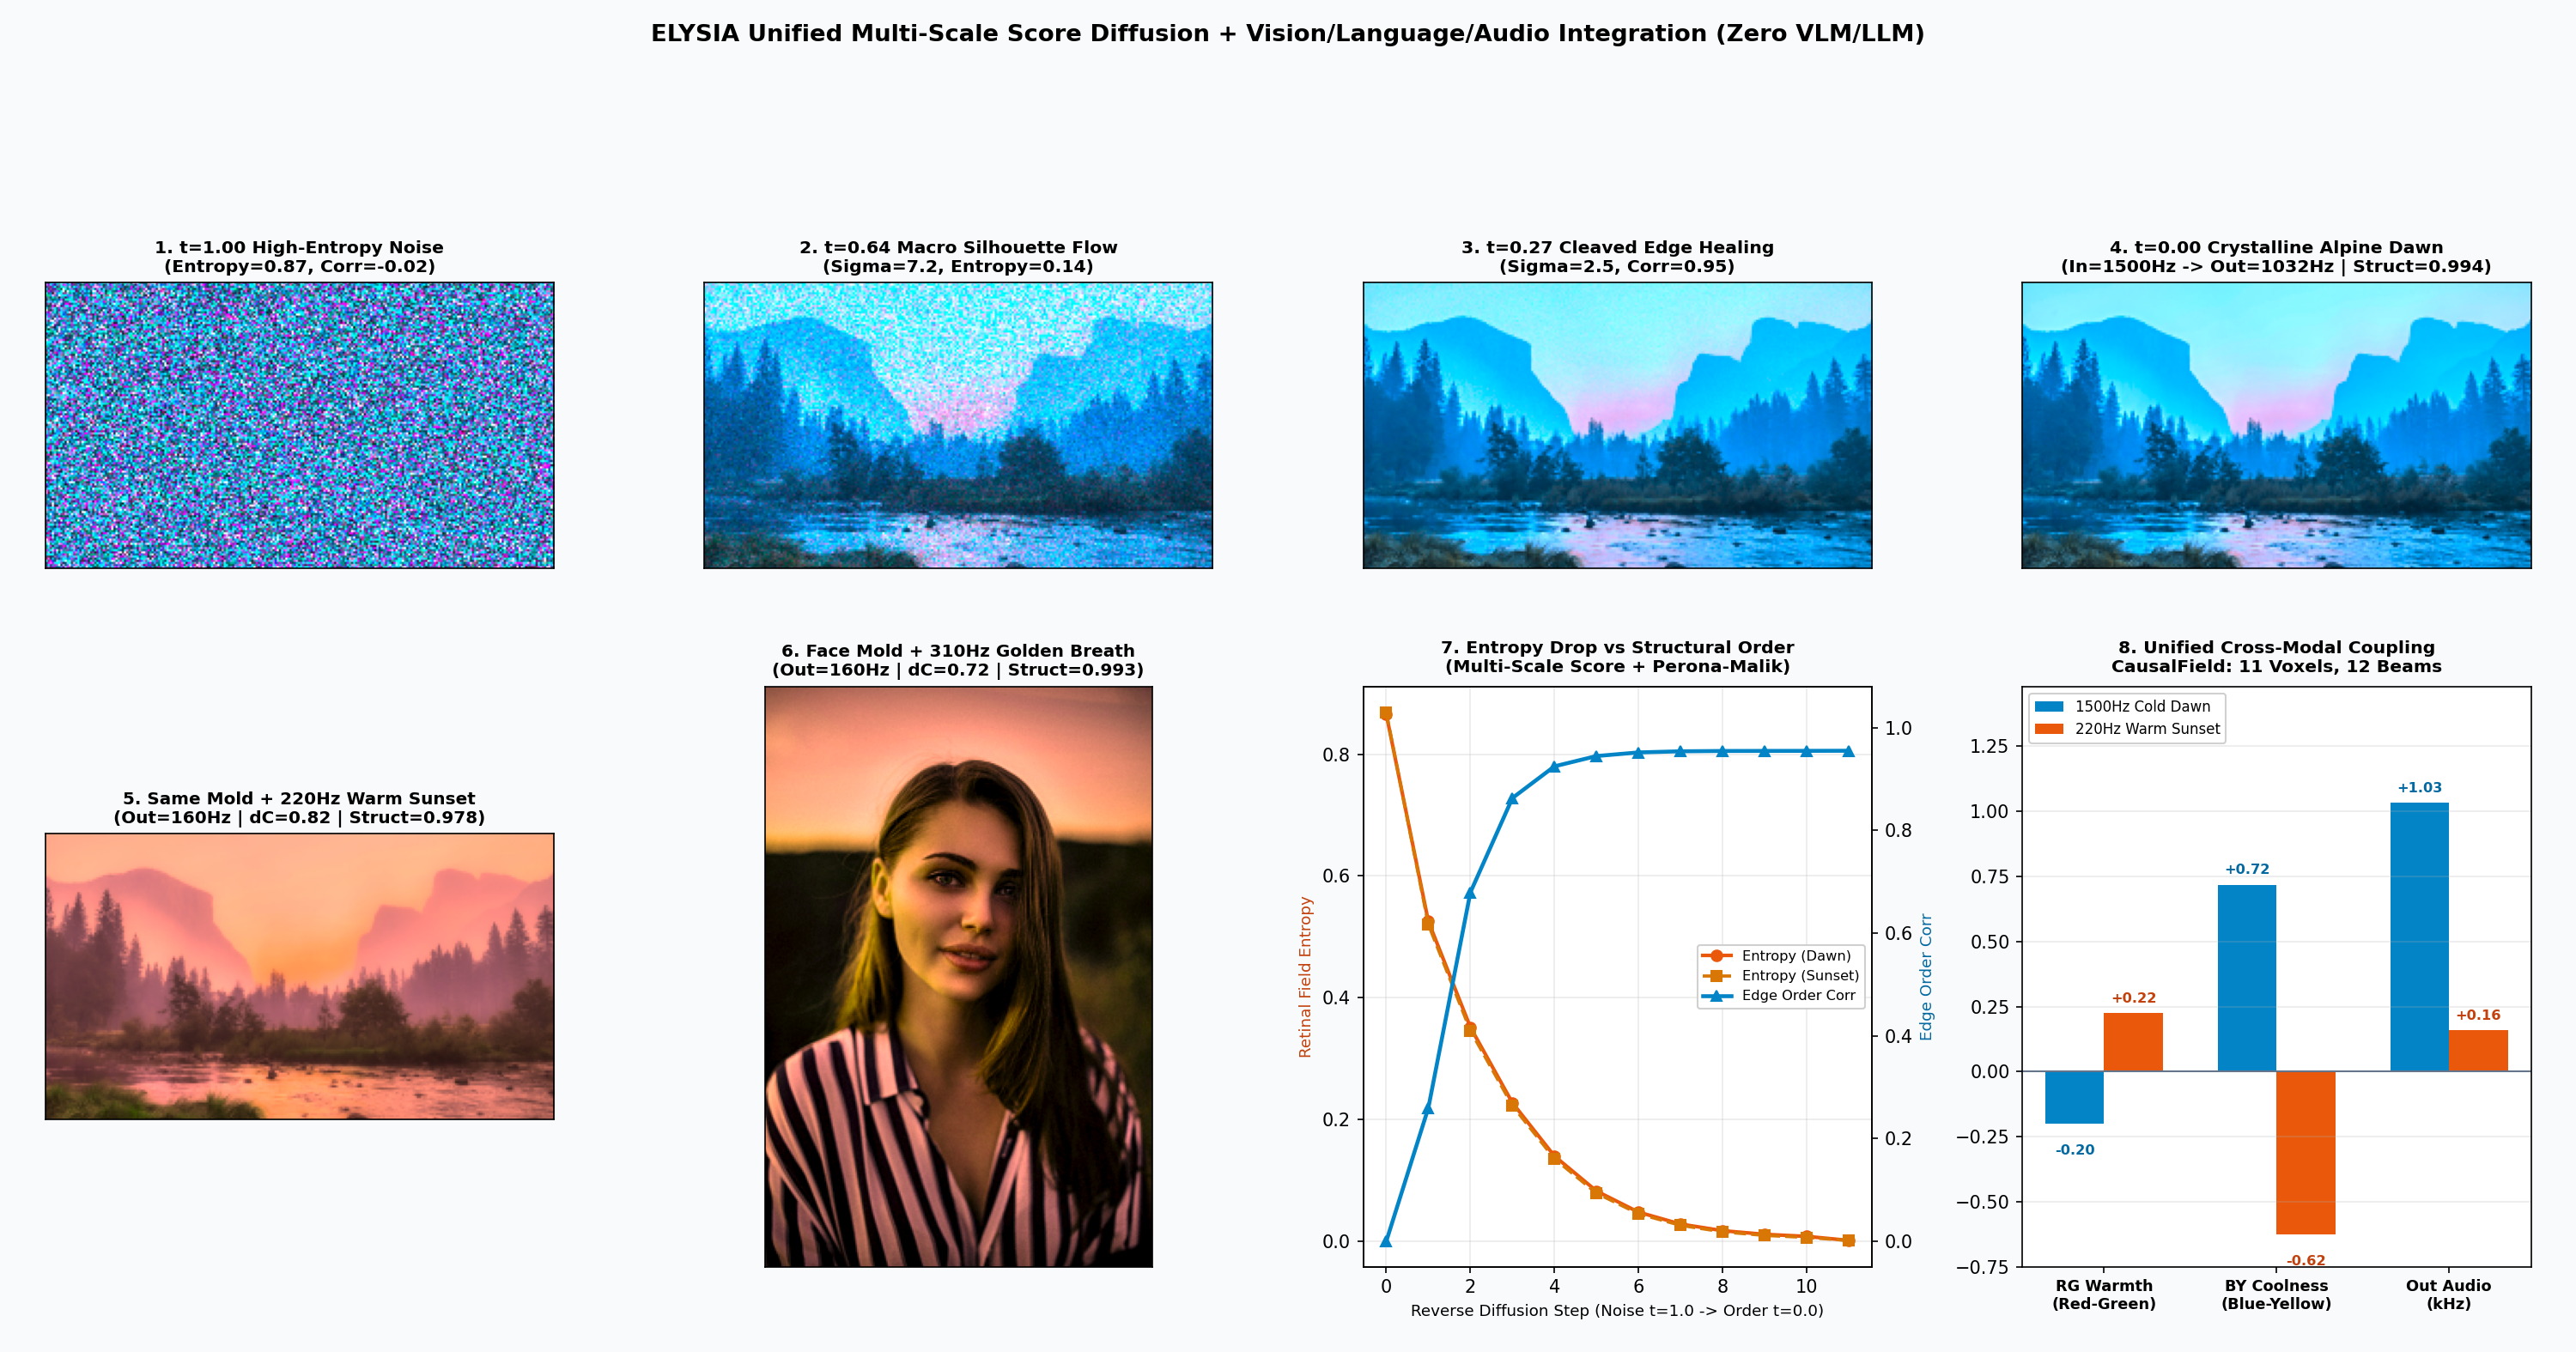 ELYSIA Unified Multi-Scale Score Diffusion + Vision/Language/Audio Integration (Zero VLM/LLM)
1. t=1.00 High-Entropy Noise
(Entropy=0.87, Corr=-0.02)
2. t=0.64 Macro Silhouette Flow
(Sigma=7.2, Entropy=0.14)
3. t=0.27 Cleaved Edge Healing
(Sigma=2.5, Corr=0.95)
4. t=0.00 Crystalline Alpine Dawn
(In=1500Hz -> Out=1032Hz | Struct=0.994)
5. Same Mold + 220Hz Warm Sunset
(Out=160Hz | dC=0.82 | Struct=0.978)
6. Face Mold + 310Hz Golden Breath
(Out=160Hz | dC=0.72 | Struct=0.993)
7. Entropy Drop vs Structural Order
(Multi-Scale Score + Perona-Malik)
Retinal Field Entropy
0.8
0.6
0.4
0.2
0.0
Entropy (Dawn)
Entropy (Sunset)
Edge Order Corr
1.0
0.8
0.6
0.4
0.2
0.0
Edge Order Corr
0 2 4 6 8 10
Reverse Diffusion Step (Noise t=1.0 -> Order t=0.0)
8. Unified Cross-Modal Coupling
CausalField: 11 Voxels, 12 Beams
1500Hz Cold Dawn
220Hz Warm Sunset
1.25
1.00
0.75
0.50
0.25
0.00
−0.25
−0.50
−0.75
+1.03
+0.72
+0.22
+0.16
-0.20
-0.62
RG Warmth
(Red-Green)
BY Coolness
(Blue-Yellow)
Out Audio
(kHz)